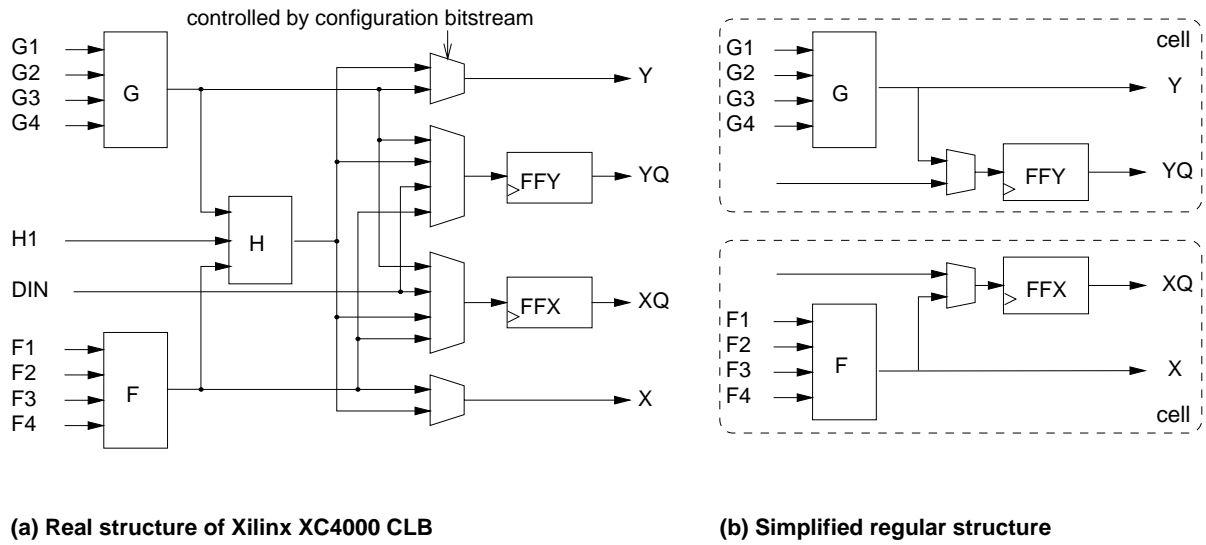 controlled by configuration bitstream
G1
G2
G3
G4
G
Y
FFY
YQ
H1
H
DIN
FFX
XQ
F1
F2
F3
F4
F
X
(a) Real structure of Xilinx XC4000 CLB
cell
G1
G2
G3
G4
G
Y
FFY
YQ
FFX
XQ
F1
F2
F3
F4
F
X
cell
(b) Simplified regular structure